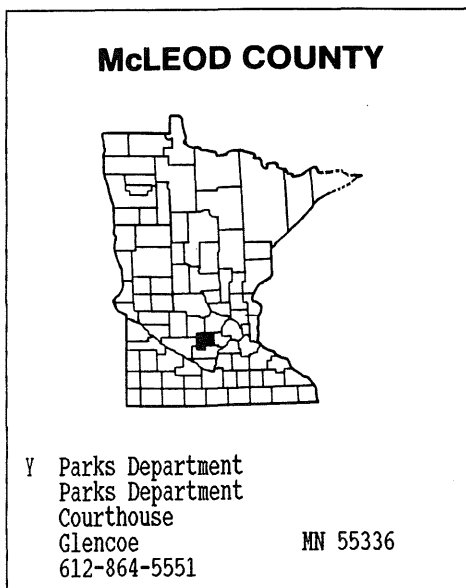 McLEOD COUNTY
Y Parks Department
Parks Department
Courthouse
Glencoe MN 55336
612-864-5551